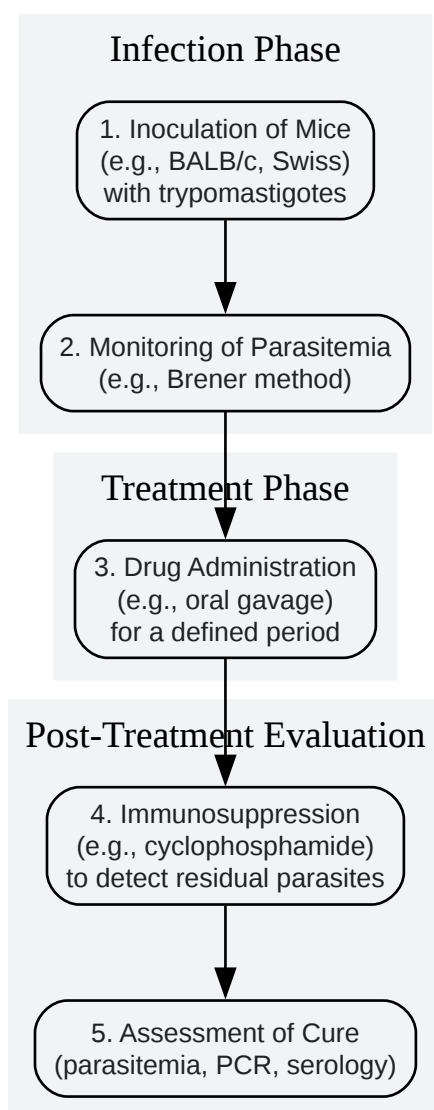 Infection Phase
1. Inoculation of Mice
(e.g., BALB/c, Swiss)
with trypomastigotes
2. Monitoring of Parasitemia
(e.g., Brener method)
Treatment Phase
3. Drug Administration
(e.g., oral gavage)
for a defined period
Post-Treatment Evaluation
4. Immunosuppression
(e.g., cyclophosphamide)
to detect residual parasites
5. Assessment of Cure
(parasitemia, PCR, serology)